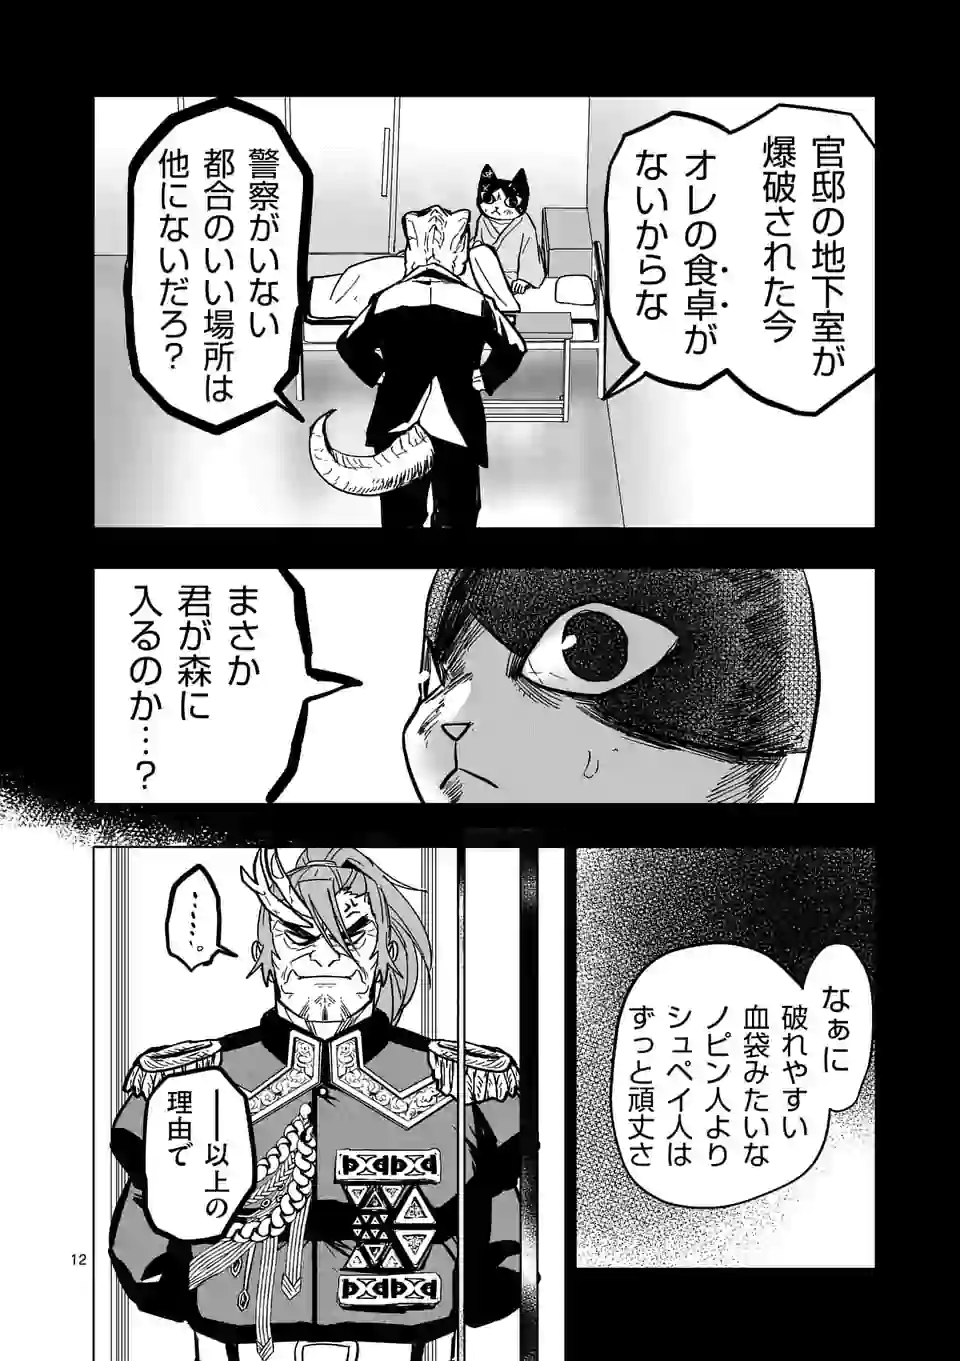 官邸の地下室が
爆破された今
オレの食卓が
ないからな
警察がいない
都合のいい場所は
他にないだろ?
まさか
君が森に
入るのか…?
なぁに
破れやすい
血袋みたいな
ノピン人より
シュペイ人は
ずっと頑丈さ
……。
──以上の
理由で
12